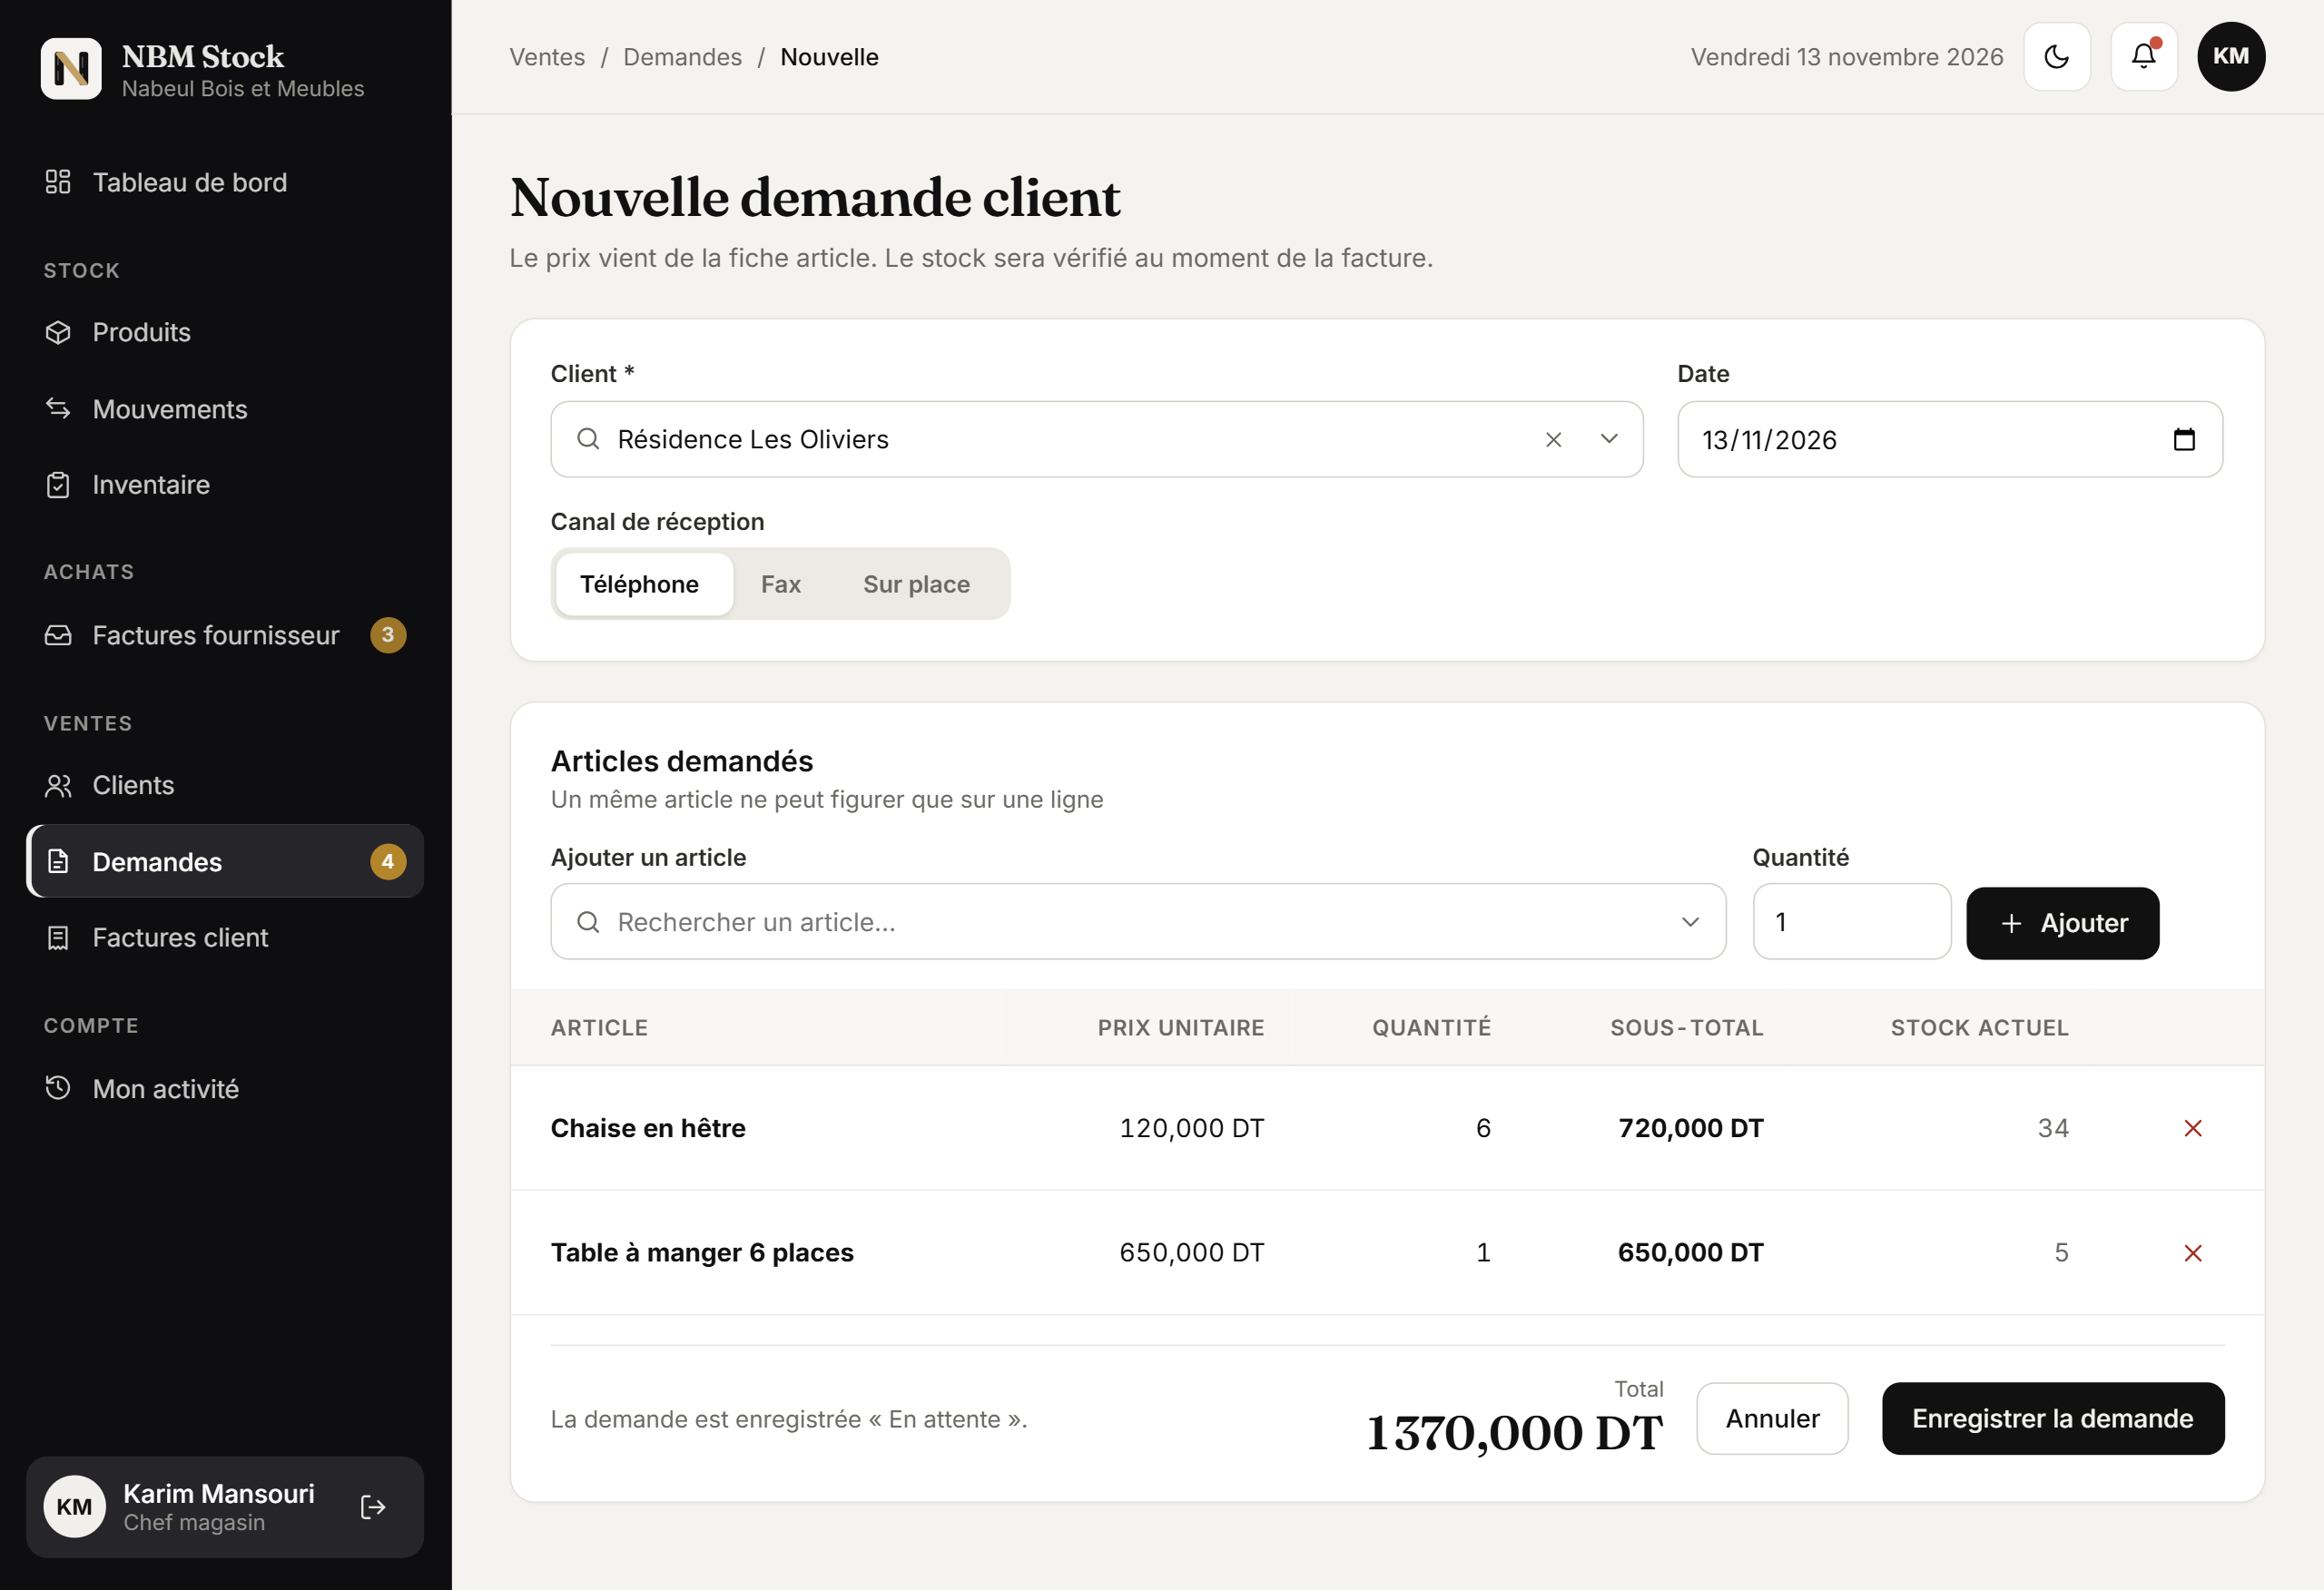 N
NBM Stock
Nabeul Bois et Meubles
Tableau de bord
STOCK
Produits
Mouvements
Inventaire
ACHATS
Factures fournisseur 3
VENTES
Clients
Demandes 4
Factures client
COMPTE
Mon activité
KM
Karim Mansouri
Chef magasin
Ventes / Demandes / Nouvelle
Vendredi 13 novembre 2026
KM
Nouvelle demande client
Le prix vient de la fiche article. Le stock sera vérifié au moment de la facture.
Client * Date
Résidence Les Oliviers 13/11/2026
Canal de réception
Téléphone Fax Sur place
Articles demandés
Un même article ne peut figurer que sur une ligne
Ajouter un article Quantité
Rechercher un article... 1 Ajouter
ARTICLE PRIX UNITAIRE QUANTITÉ SOUS-TOTAL STOCK ACTUEL
Chaise en hêtre 120,000 DT 6 720,000 DT 34
Table à manger 6 places 650,000 DT 1 650,000 DT 5
La demande est enregistrée « En attente ».
Total
1 370,000 DT
Annuler Enregistrer la demande